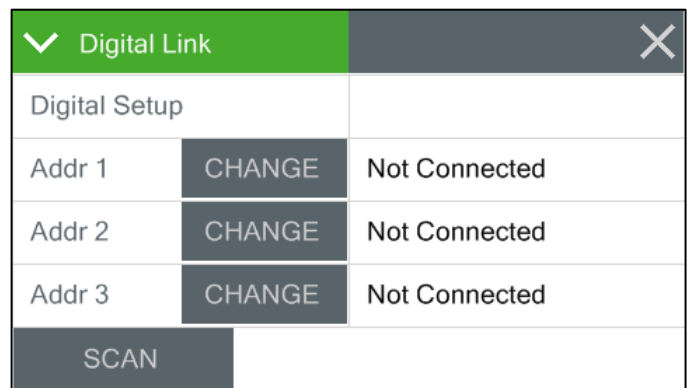 Digital Link
Digital Setup
Addr 1 CHANGE Not Connected
Addr 2 CHANGE Not Connected
Addr 3 CHANGE Not Connected
SCAN